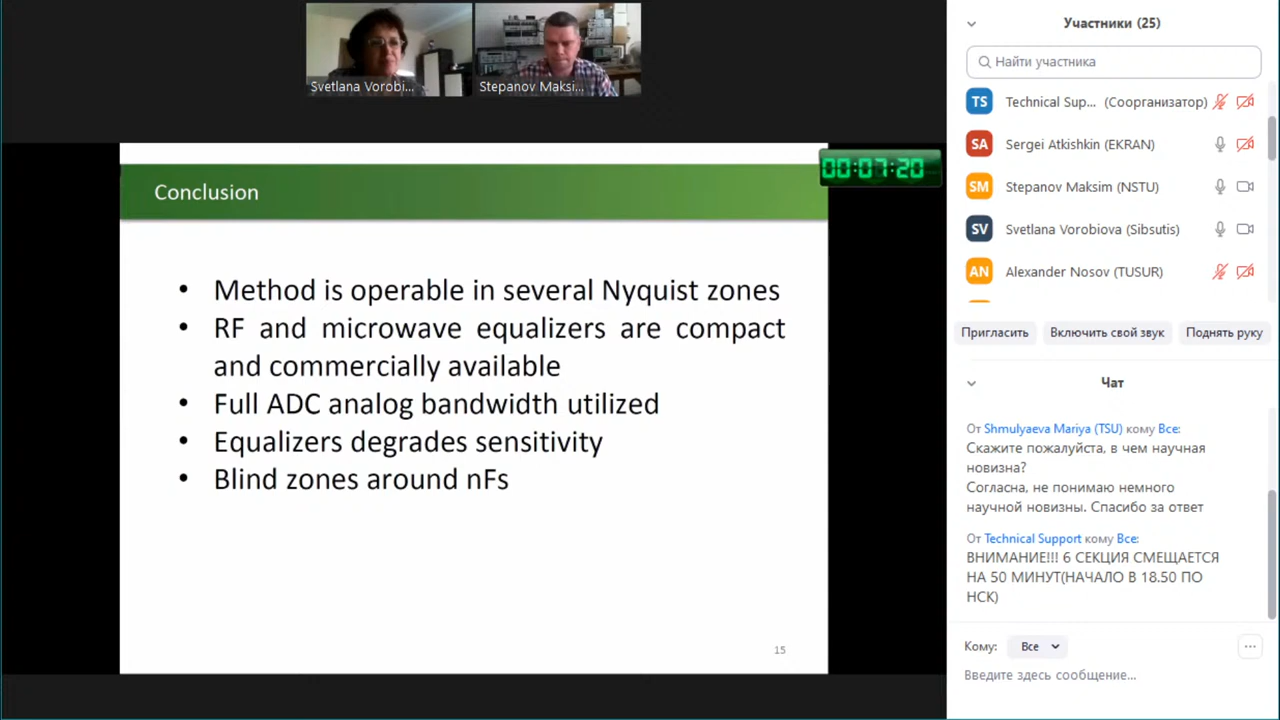 Svetlana Vorobi...
Stepanov Maksi...
00:07:20
Conclusion
• Method is operable in several Nyquist zones
• RF and microwave equalizers are compact
and commercially available
• Full ADC analog bandwidth utilized
• Equalizers degrades sensitivity
• Blind zones around nFs
15
Участники (25)
Найти участника
TS Technical Sup... (Соорганизатор)
SA Sergei Atkishkin (EKRAN)
SM Stepanov Maksim (NSTU)
SV Svetlana Vorobiova (Sibsutis)
AN Alexander Nosov (TUSUR)
Пригласить Включить свой звук Поднять руку
Чат
От Shmulyaeva Mariya (TSU) кому Все:
Скажите пожалуйста, в чем научная
новизна?
Согласна, не понимаю немного
научной новизны. Спасибо за ответ
От Technical Support кому Все:
ВНИМАНИЕ!!! 6 СЕКЦИЯ СМЕЩАЕТСЯ
НА 50 МИНУТ(НАЧАЛО В 18.50 ПО
НСК)
Кому: Все
Введите здесь сообщение...